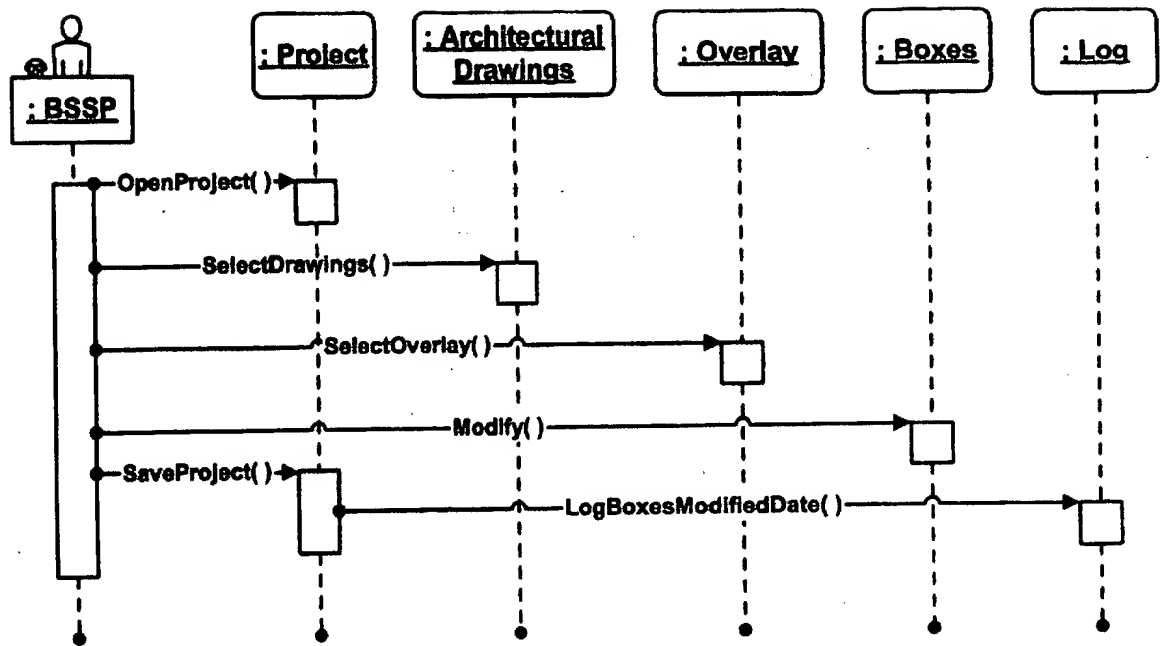 : BSSP
: Project
: Architectural
Drawings
: Overlay
: Boxes
: Log
OpenProject( )
SelectDrawings( )
SelectOverlay( )
Modify( )
SaveProject( )
LogBoxesModifiedDate( )